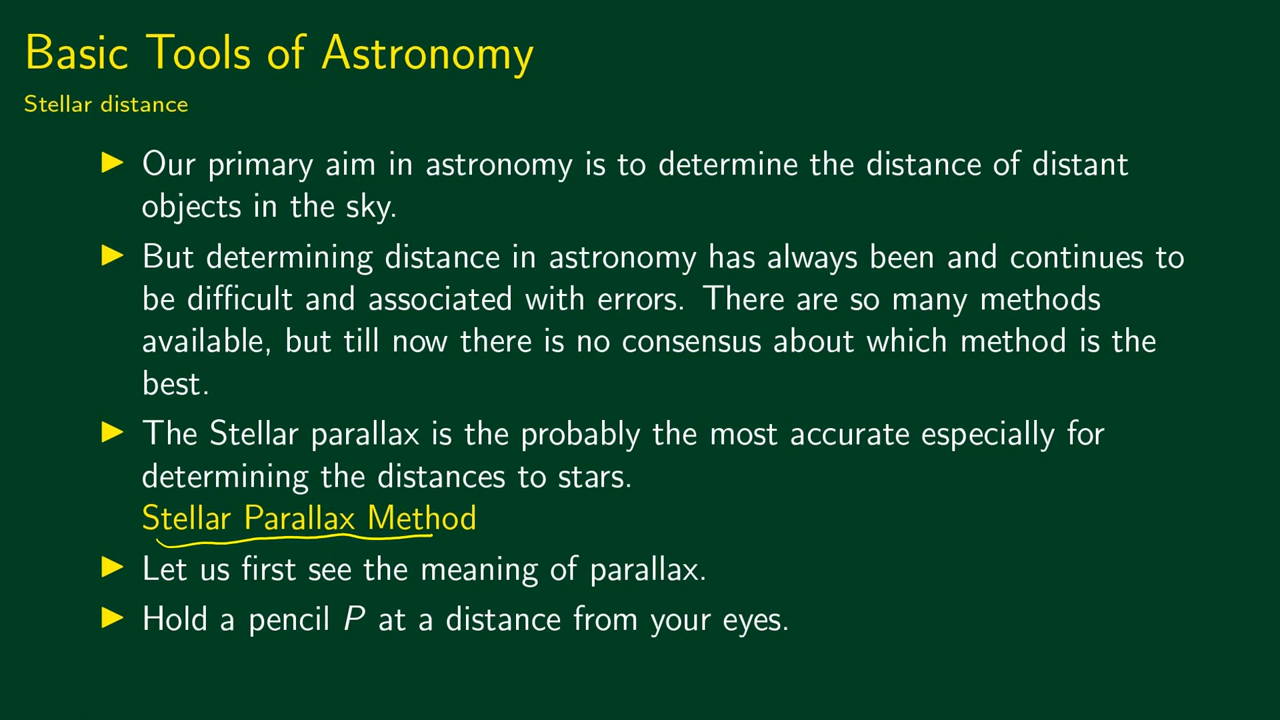 Basic Tools of Astronomy
Stellar distance
▶ Our primary aim in astronomy is to determine the distance of distant
objects in the sky.
▶ But determining distance in astronomy has always been and continues to
be difficult and associated with errors. There are so many methods
available, but till now there is no consensus about which method is the
best.
▶ The Stellar parallax is the probably the most accurate especially for
determining the distances to stars.
Stellar Parallax Method
▶ Let us first see the meaning of parallax.
▶ Hold a pencil P at a distance from your eyes.